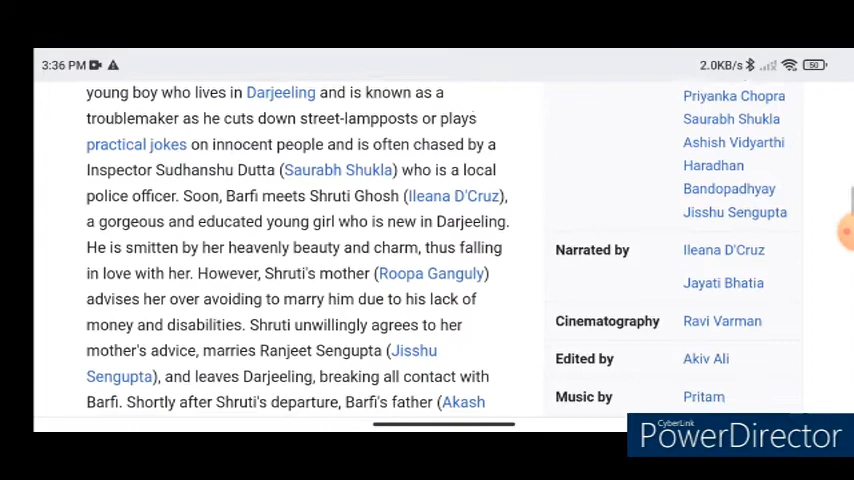 3:36 PM
2.0KB/s 50
young boy who lives in Darjeeling and is known as a
troublemaker as he cuts down street-lampposts or plays
practical jokes on innocent people and is often chased by a
Inspector Sudhanshu Dutta (Saurabh Shukla) who is a local
police officer. Soon, Barfi meets Shruti Ghosh (Ileana D'Cruz),
a gorgeous and educated young girl who is new in Darjeeling.
He is smitten by her heavenly beauty and charm, thus falling
in love with her. However, Shruti's mother (Roopa Ganguly)
advises her over avoiding to marry him due to his lack of
money and disabilities. Shruti unwillingly agrees to her
mother's advice, marries Ranjeet Sengupta (Jisshu
Sengupta), and leaves Darjeeling, breaking all contact with
Barfi. Shortly after Shruti's departure, Barfi's father (Akash
Priyanka Chopra
Saurabh Shukla
Ashish Vidyarthi
Haradhan
Bandopadhyay
Jisshu Sengupta
Narrated by Ileana D'Cruz
Jayati Bhatia
Cinematography Ravi Varman
Edited by Akiv Ali
Music by Pritam
CyberLink
PowerDirector